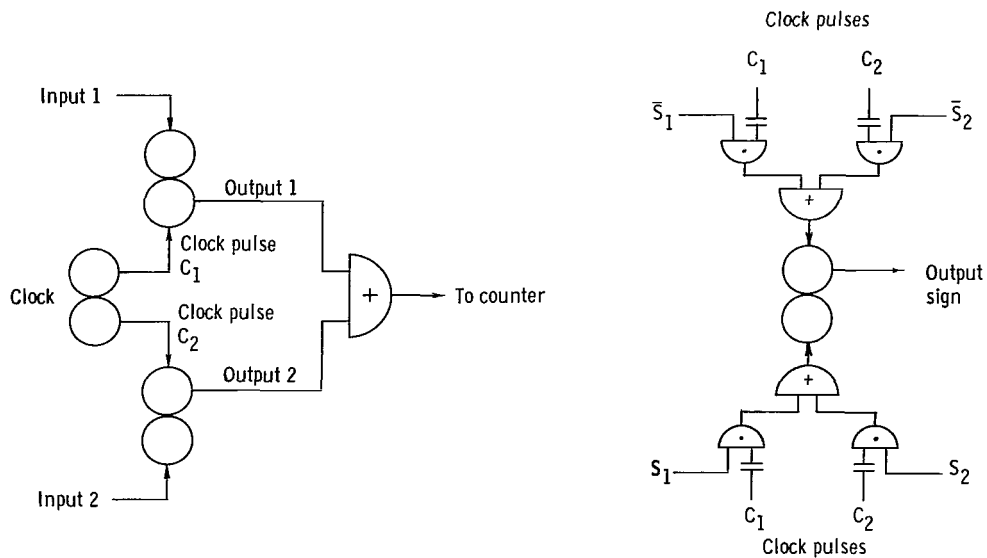 Input 1
Output 1
Clock pulse
C1
Clock
Clock pulse
C2
+
To counter
Output 2
Input 2
Clock pulses
C1
C2
S̅1
S̅2
+
Output
sign
+
S1
S2
C1
C2
Clock pulses